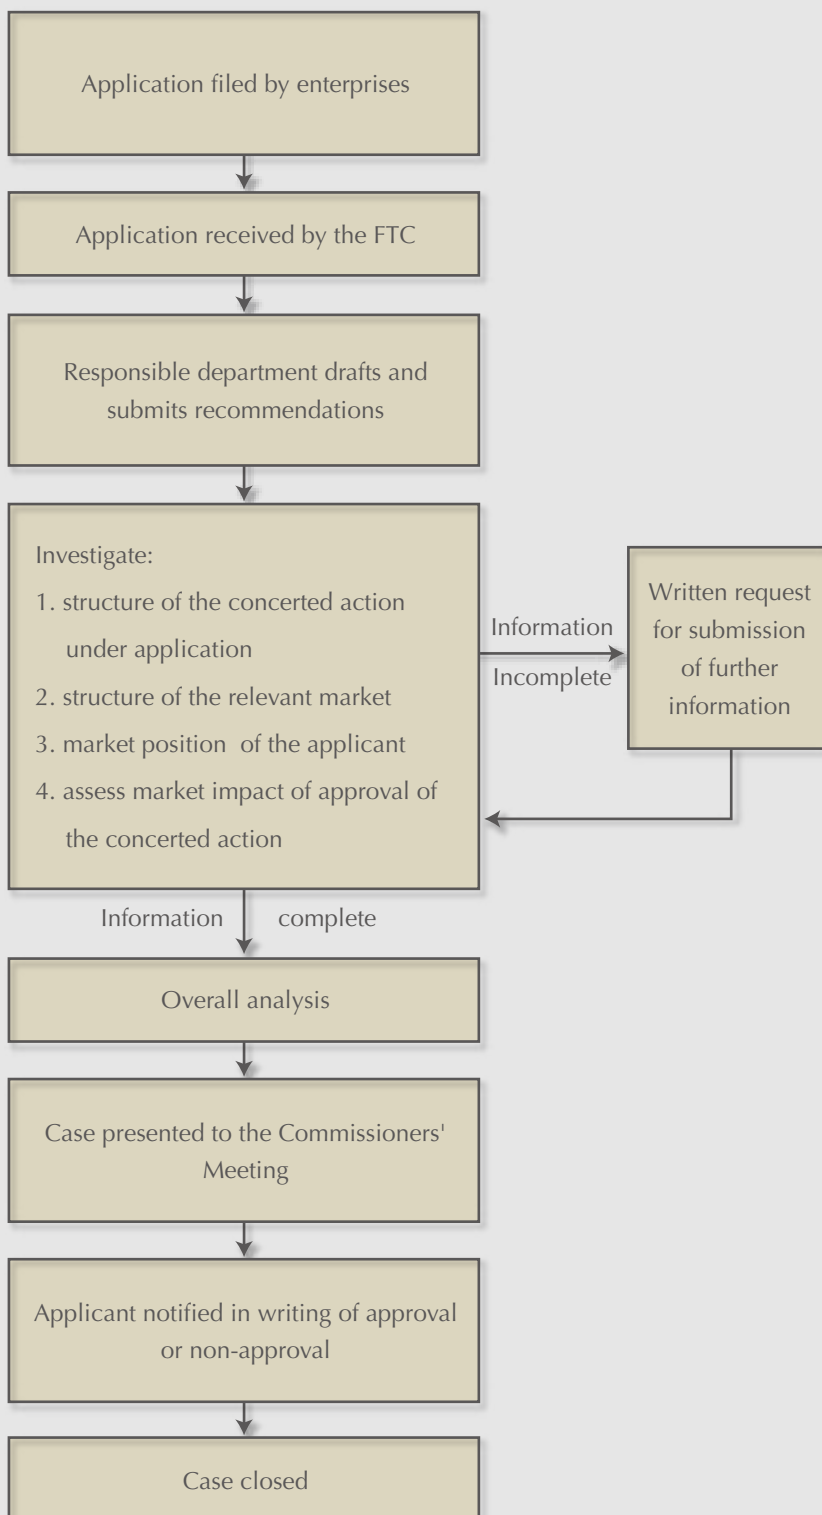 Application filed by enterprises
Application received by the FTC
Responsible department drafts and
submits recommendations
Investigate:
1. structure of the concerted action
under application
2. structure of the relevant market
3. market position of the applicant
4. assess market impact of approval of
the concerted action
Information
Incomplete
Written request
for submission
of further
information
Information complete
Overall analysis
Case presented to the Commissioners'
Meeting
Applicant notified in writing of approval
or non-approval
Case closed